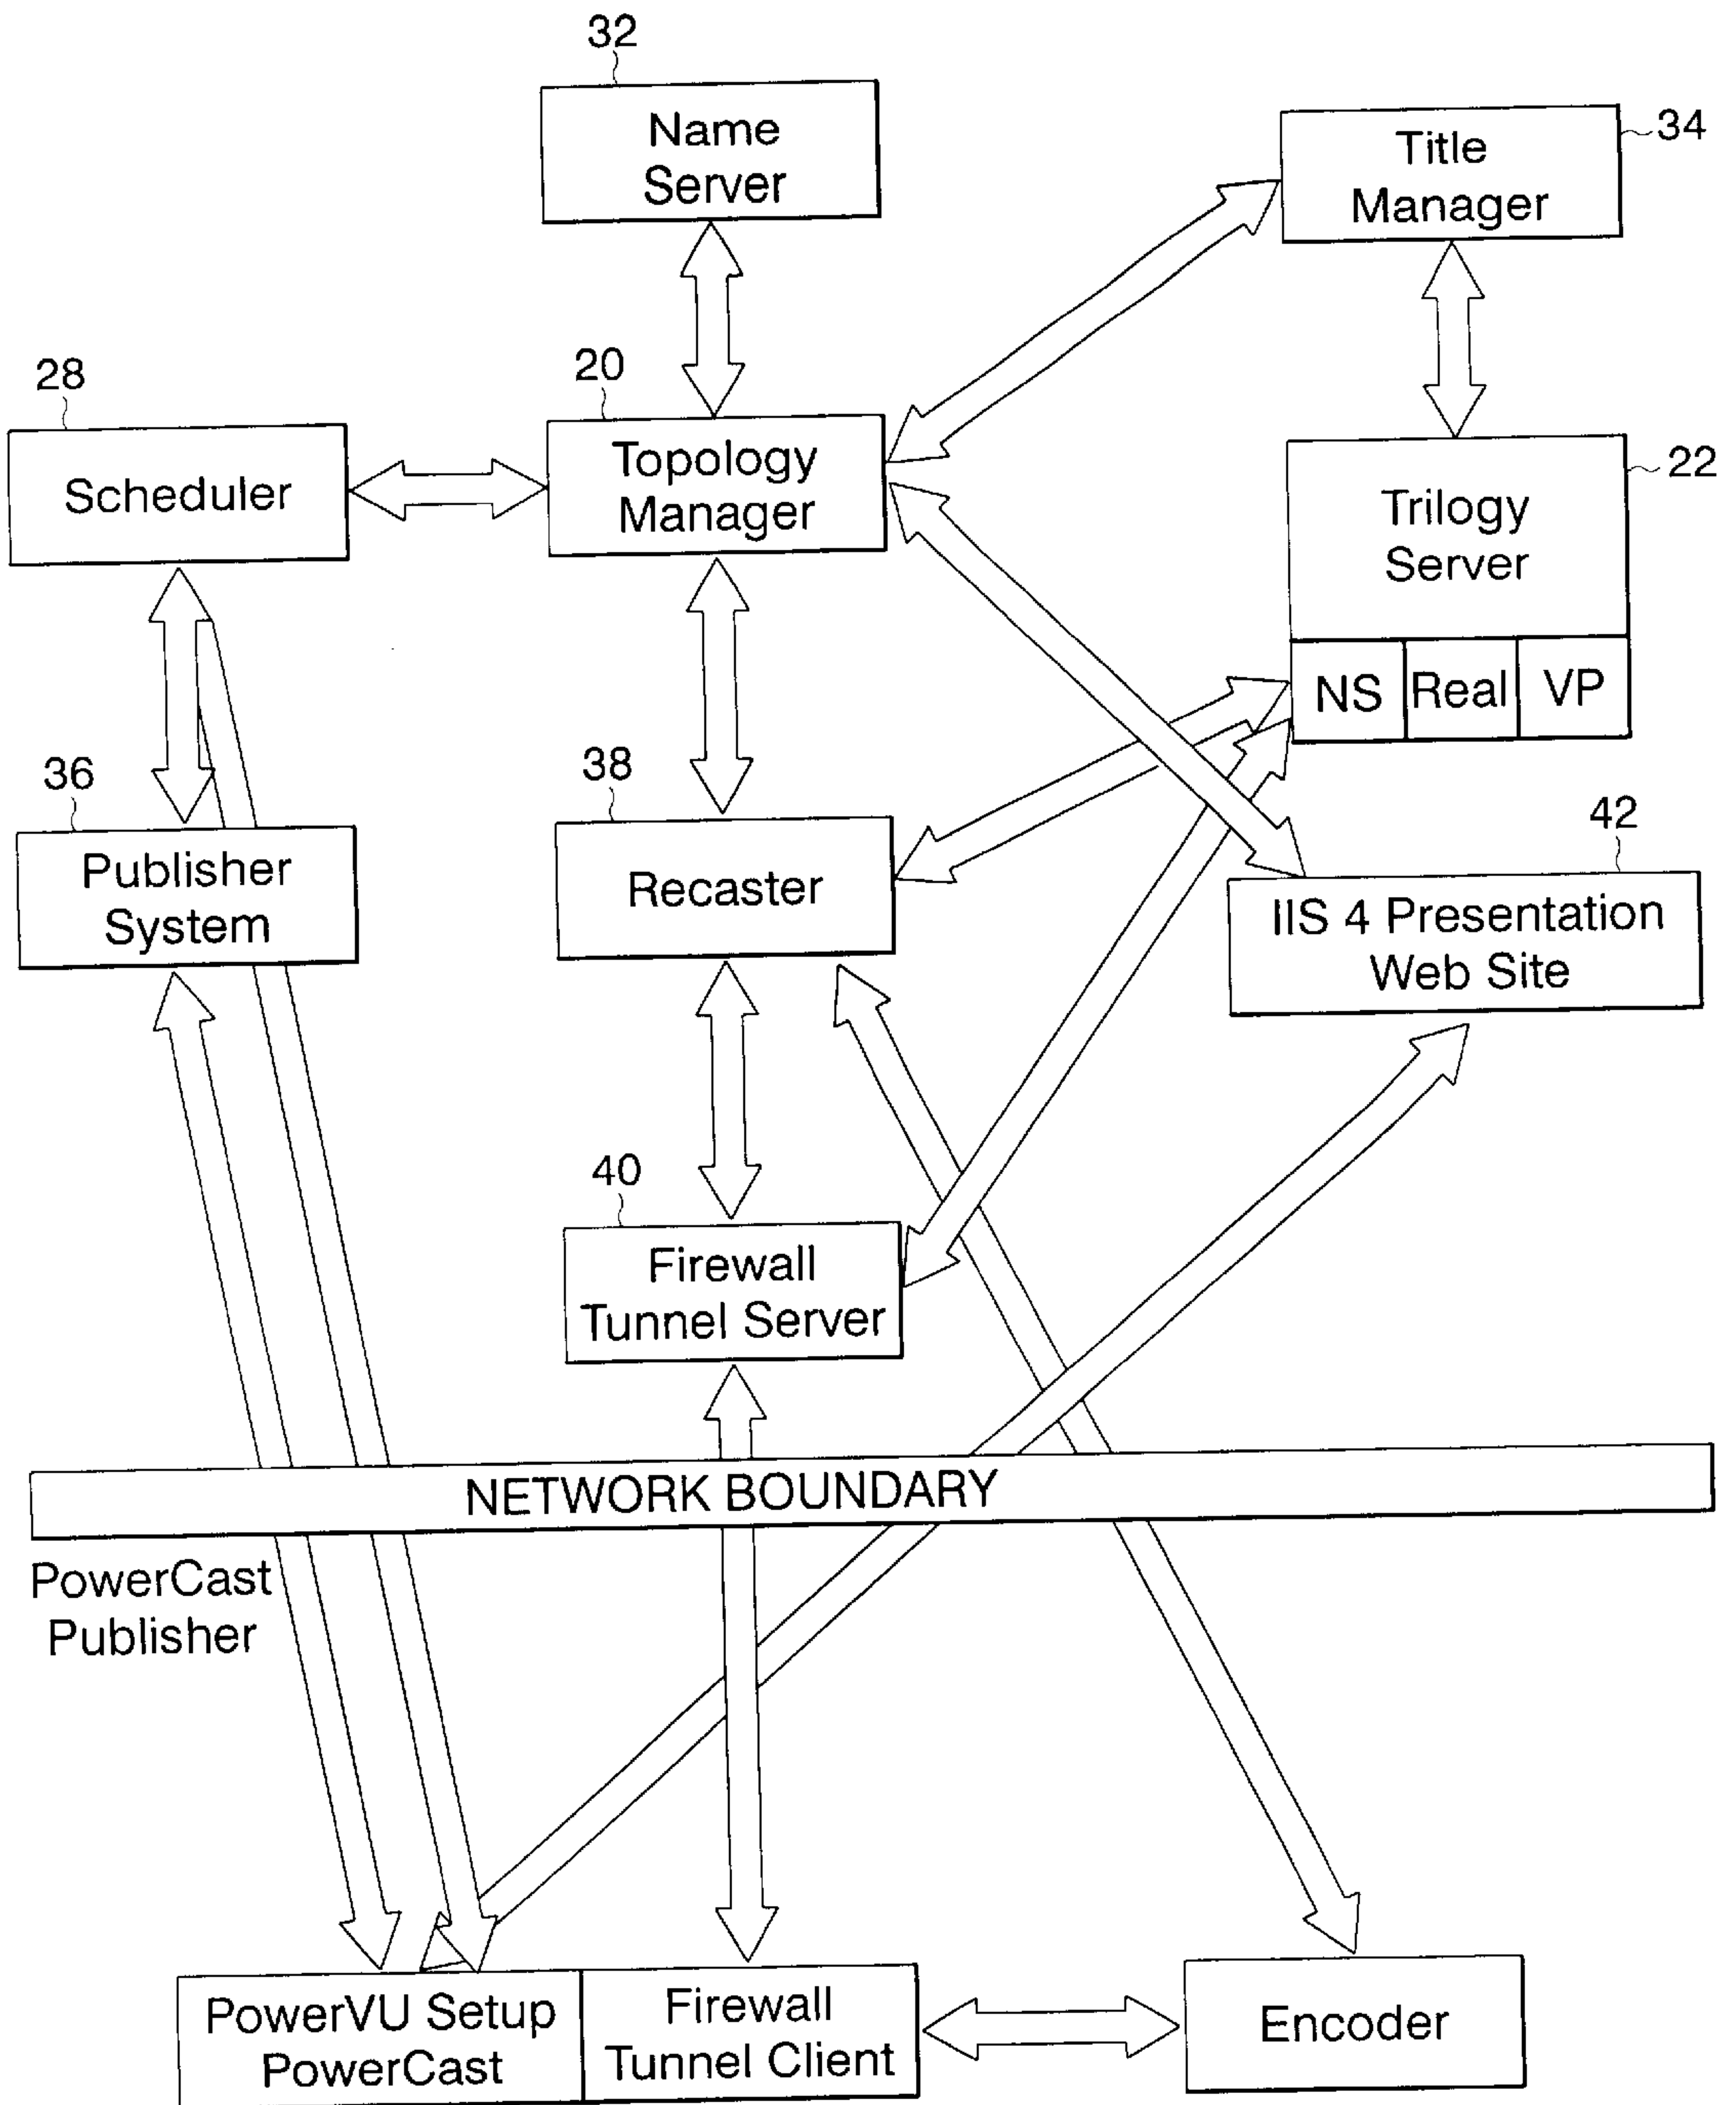 32
Name
Server
34
Title
Manager
28
Scheduler
20
Topology
Manager
22
Trilogy
Server
NS
Real
VP
36
Publisher
System
38
Recaster
42
IIS 4 Presentation
Web Site
40
Firewall
Tunnel Server
NETWORK BOUNDARY
PowerCast
Publisher
PowerVU Setup
PowerCast
Firewall
Tunnel Client
Encoder